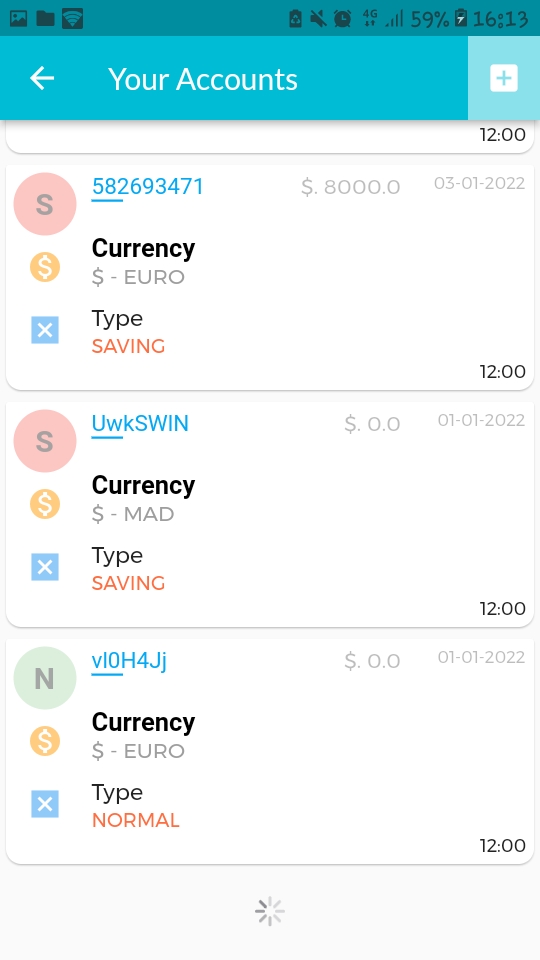 4G 59% 16:13
Your Accounts
12:00
S 582693471 $. 8000.0 03-01-2022
Currency
$ - EURO
Type
SAVING
12:00
S UwkSWIN $. 0.0 01-01-2022
Currency
$ - MAD
Type
SAVING
12:00
N vl0H4Jj $. 0.0 01-01-2022
Currency
$ - EURO
Type
NORMAL
12:00